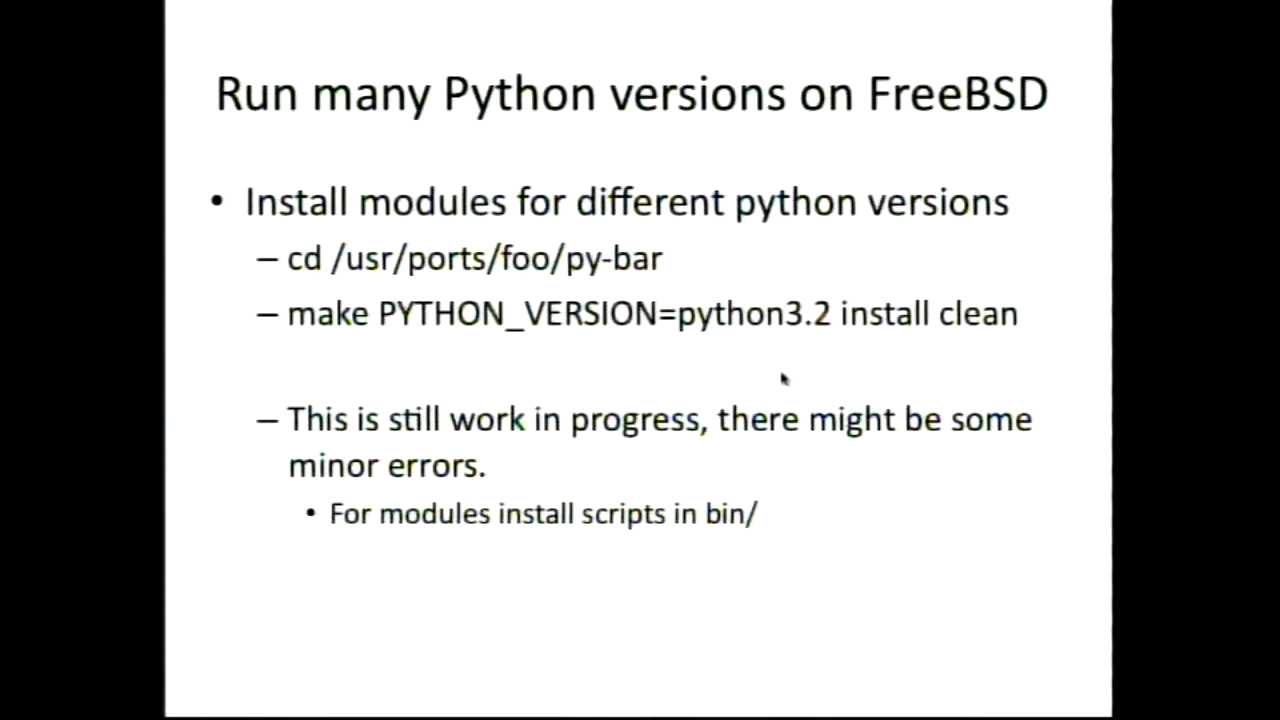 Run many Python versions on FreeBSD
• Install modules for different python versions
– cd /usr/ports/foo/py-bar
– make PYTHON_VERSION=python3.2 install clean
– This is still work in progress, there might be some
minor errors.
• For modules install scripts in bin/